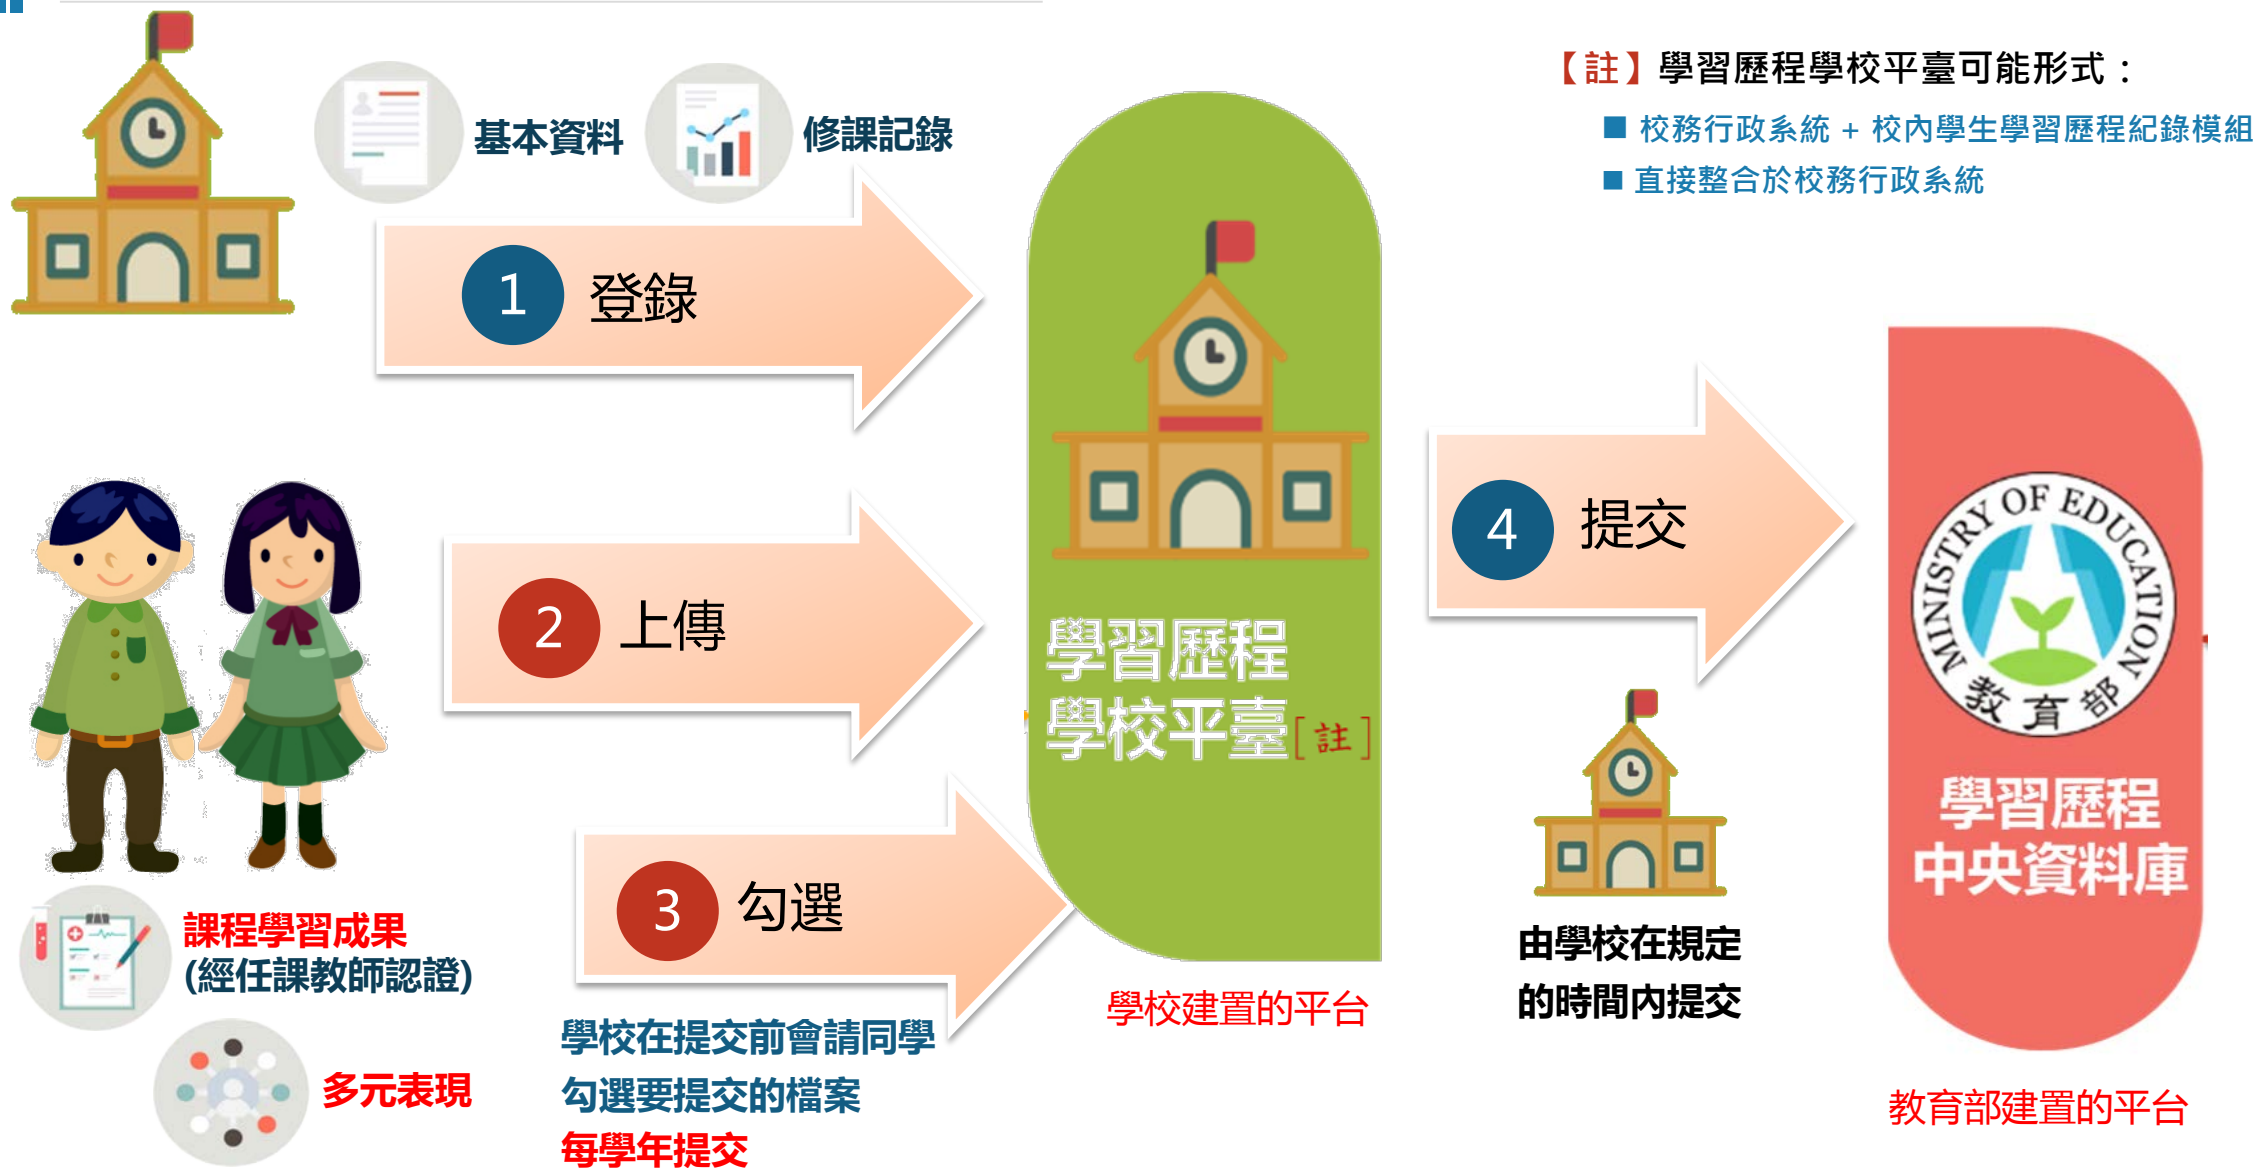 基本資料
修課記錄
1 登錄
2 上傳
課程學習成果
(經任課教師認證)
多元表現
3 勾選
學校在提交前會請同學
勾選要提交的檔案
每學年提交
學習歷程
學校平臺[註]
學校建置的平台
【註】學習歷程學校平臺可能形式：
■ 校務行政系統 + 校內學生學習歷程紀錄模組
■ 直接整合於校務行政系統
4 提交
由學校在規定
的時間內提交
MINISTRY OF EDUCATION
教育部
學習歷程
中央資料庫
教育部建置的平台